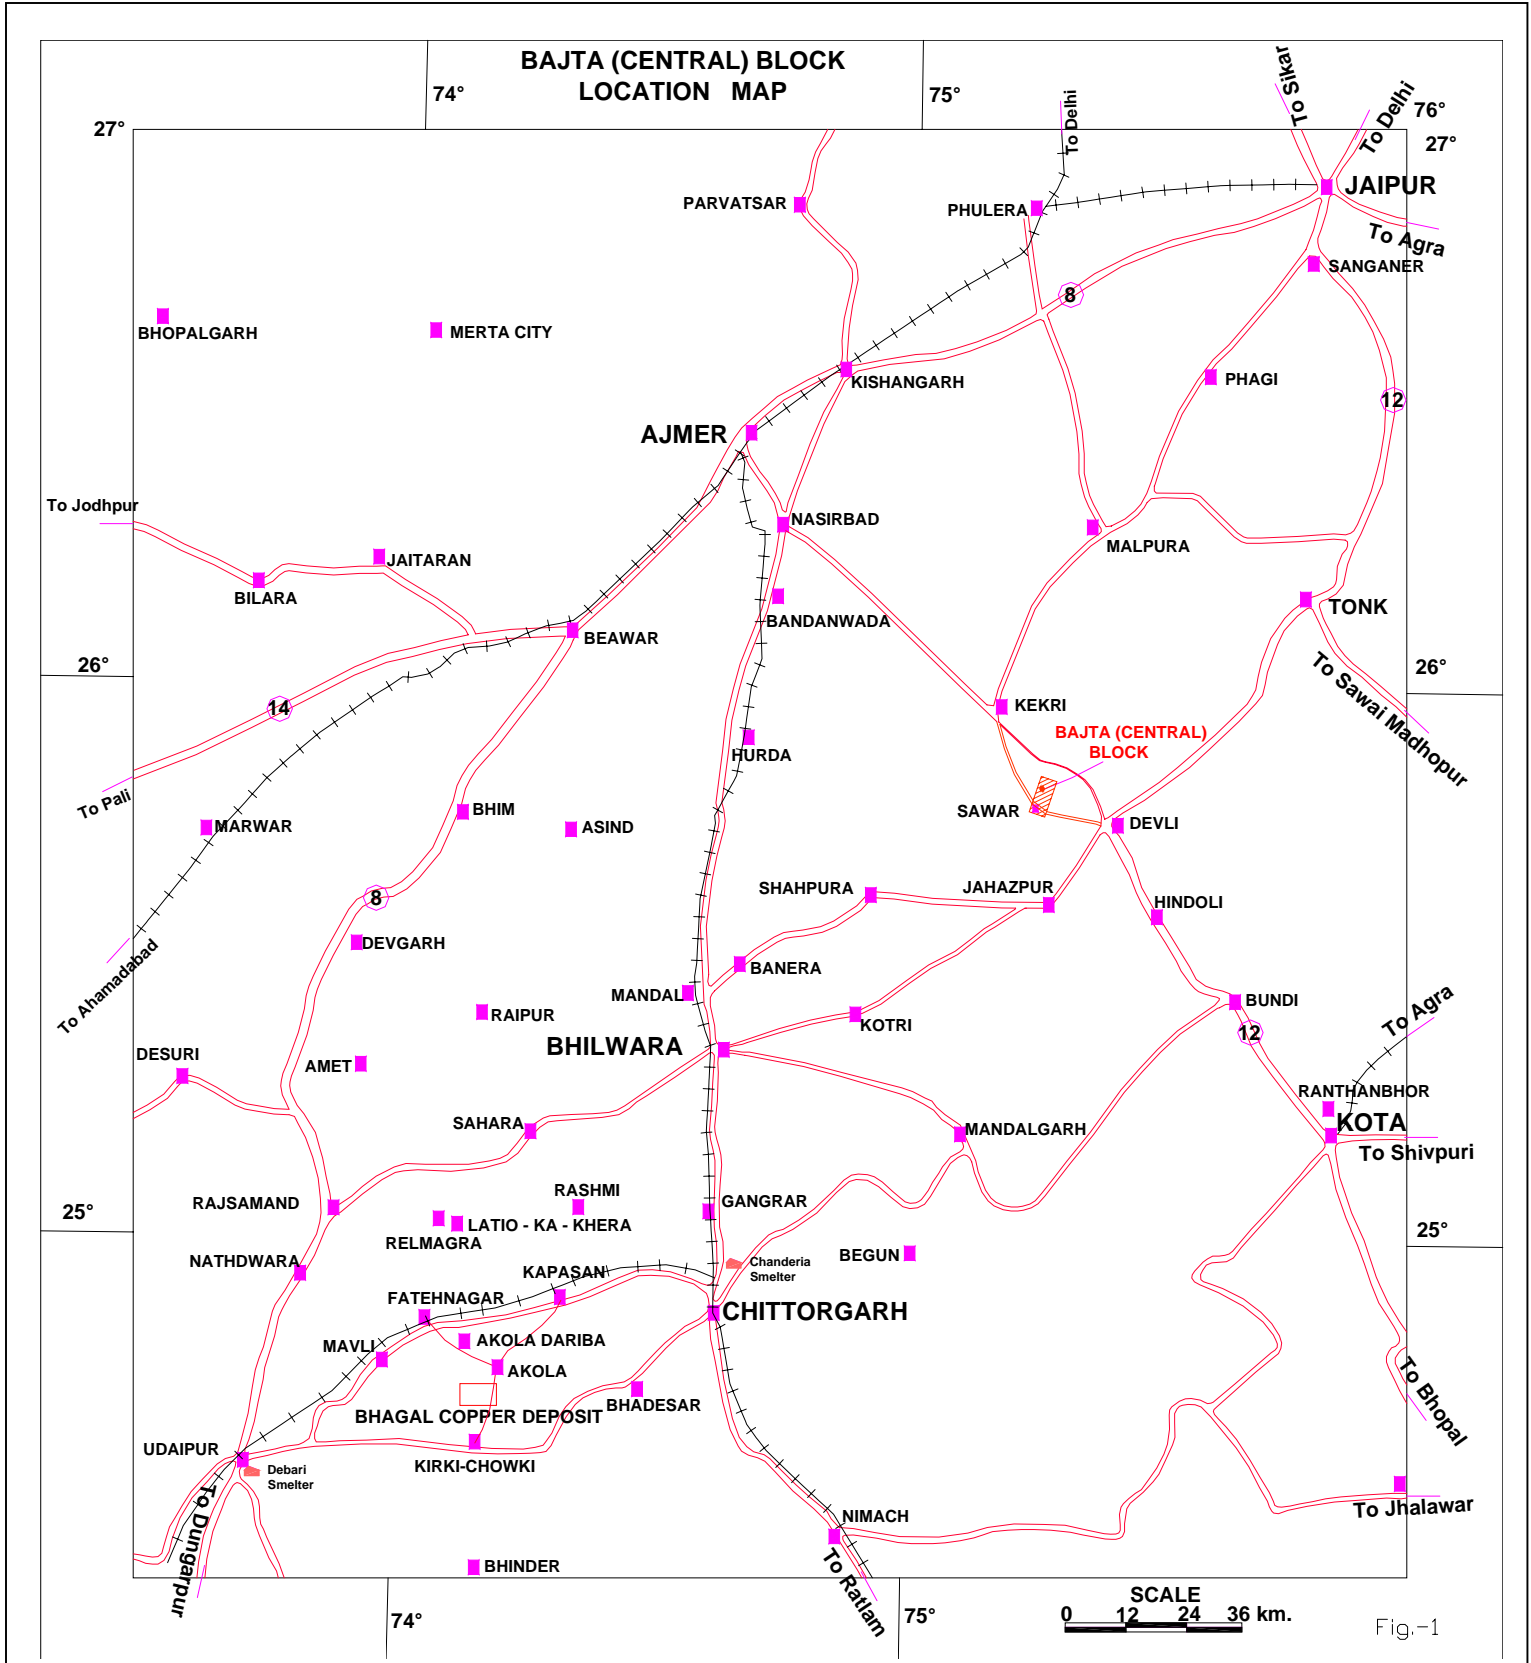 BAJTA (CENTRAL) BLOCK
LOCATION MAP
74°
75°
To Sikar
To Delhi
To Delhi
76°
27°
27°
JAIPUR
PARVATSAR
PHULERA
To Agra
SANGANER
8
BHOPALGARH
MERTA CITY
KISHANGARH
PHAGI
12
AJMER
To Jodhpur
NASIRBAD
MALPURA
JAITARAN
BILARA
BANDANWADA
TONK
BEAWAR
26°
26°
To Sawai Madhopur
14
KEKRI
BAJTA (CENTRAL)
BLOCK
HURDA
To Pali
BHIM
SAWAR
MARWAR
ASIND
DEVLI
SHAHPURA
JAHAZPUR
8
HINDOLI
DEVGARH
To Ahamadabad
BANERA
MANDAL
RAIPUR
BUNDI
To Agra
KOTRI
12
BHILWARA
DESURI
AMET
RANTHANBHOR
SAHARA
MANDALGARH
KOTA
To Shivpuri
RASHMI
RAJSAMAND
GANGRAR
25°
LATIO - KA - KHERA
25°
RELMAGRA
NATHDWARA
BEGUN
Chanderia
Smelter
KAPASAN
FATEHNAGAR
CHITTORGARH
AKOLA DARIBA
MAVLI
AKOLA
To Bhopal
BHADESAR
BHAGAL COPPER DEPOSIT
UDAIPUR
KIRKI-CHOWKI
Debari
Smelter
To Dungarpur
To Jhalawar
NIMACH
To Ratlam
BHINDER
SCALE
0 12 24 36 km.
74°
75°
Fig.-1